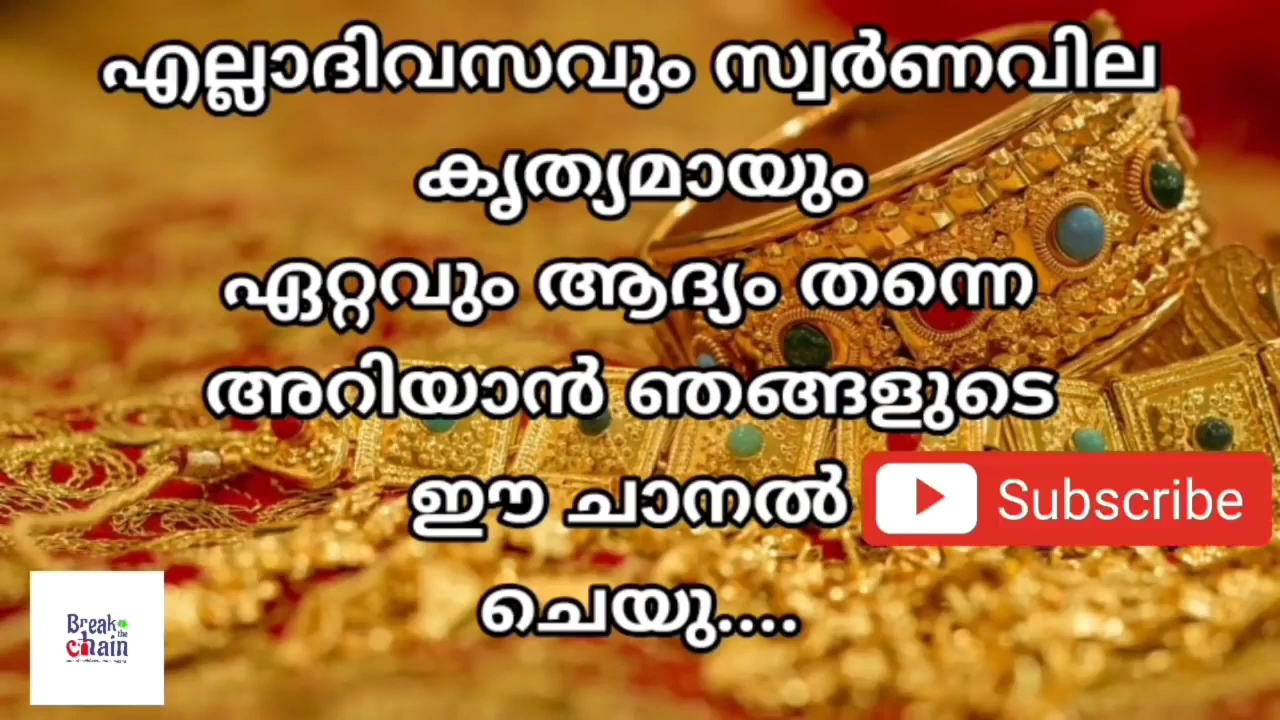 എല്ലാദിവസവും സ്വർണവില
കൃത്യമായും
ഏറ്റവും ആദ്യം തന്നെ
അറിയാൻ ഞങ്ങളുടെ
ഈ ചാനൽ Subscribe
ചെയു....
Break
the
chain